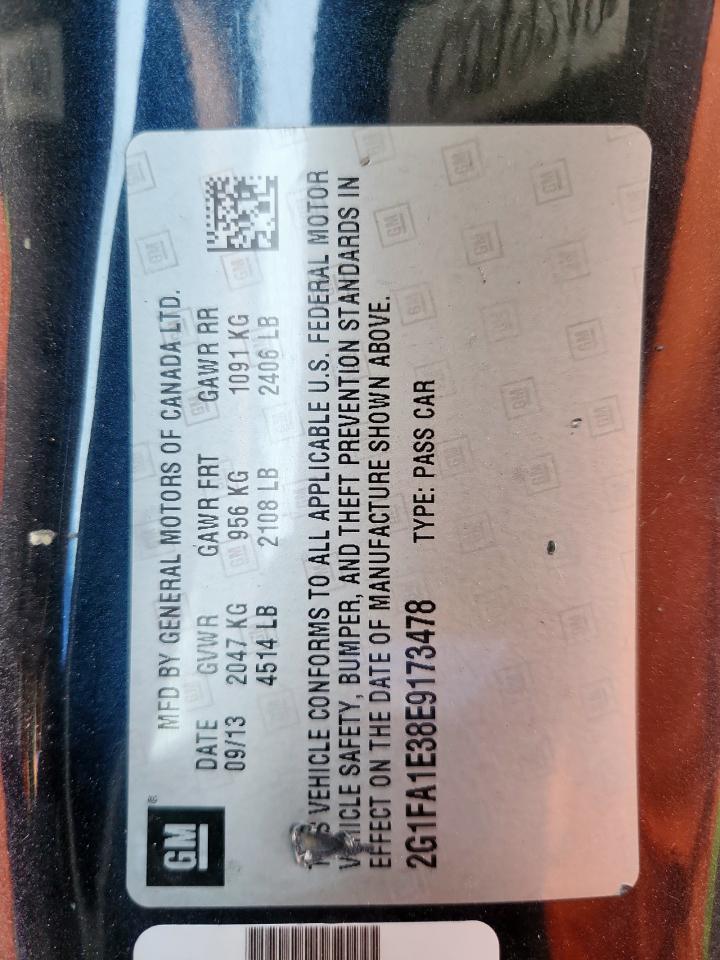 GM
MFD BY GENERAL MOTORS OF CANADA LTD.
DATE GVWR GAWR FRT GAWR RR
09/13 2047 KG 956 KG 1091 KG
4514 LB 2108 LB 2406 LB
VEHICLE CONFORMS TO ALL APPLICABLE U.S. FEDERAL MOTOR
VEHICLE SAFETY, BUMPER, AND THEFT PREVENTION STANDARDS IN
EFFECT ON THE DATE OF MANUFACTURE SHOWN ABOVE.
2G1FA1E38E9173478 TYPE: PASS CAR